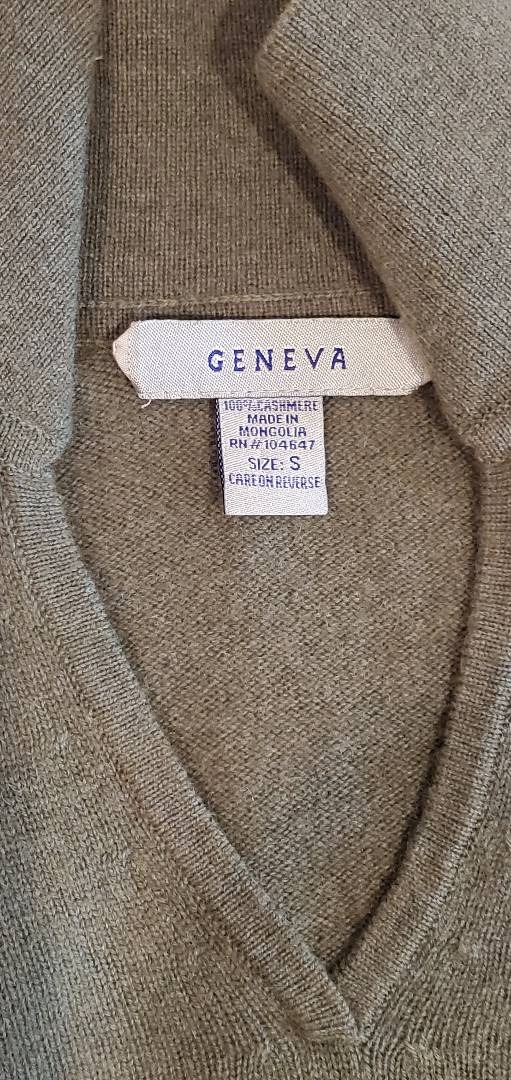 GENEVA
100% CASHMERE
MADE IN
MONGOLIA
RN # 104647
SIZE: S
CARE ON REVERSE